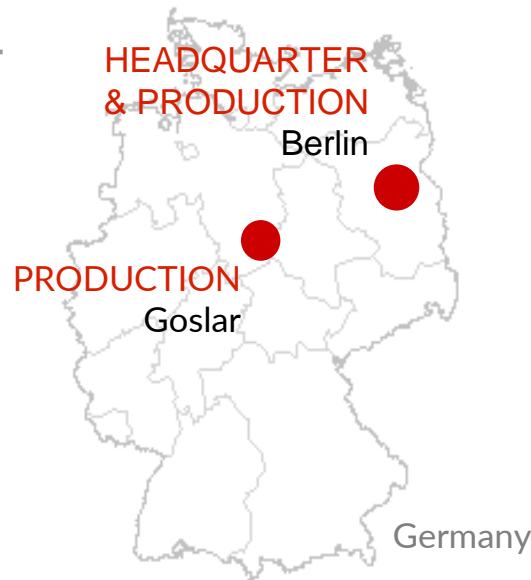 HEADQUARTER
& PRODUCTION
Berlin
PRODUCTION
Goslar
Germany